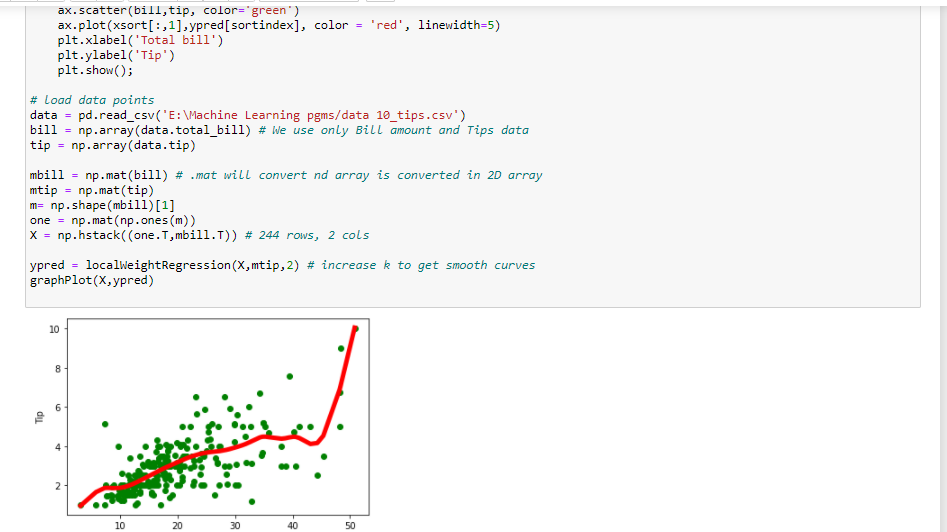 ax.scatter(bill,tip, color='green')
ax.plot(xsort[:,1],ypred[sortindex], color = 'red', linewidth=5)
plt.xlabel('Total bill')
plt.ylabel('Tip')
plt.show();
# load data points
data = pd.read_csv('E:\Machine Learning pgms/data 10_tips.csv')
bill = np.array(data.total_bill) # We use only Bill amount and Tips data
tip = np.array(data.tip)
mbill = np.mat(bill) # .mat will convert nd array is converted in 2D array
mtip = np.mat(tip)
m= np.shape(mbill)[1]
one = np.mat(np.ones(m))
X = np.hstack((one.T,mbill.T)) # 244 rows, 2 cols
ypred = localWeightRegression(X,mtip,2) # increase k to get smooth curves
graphPlot(X,ypred)
10
8
6
4
2
Tip
10 20 30 40 50